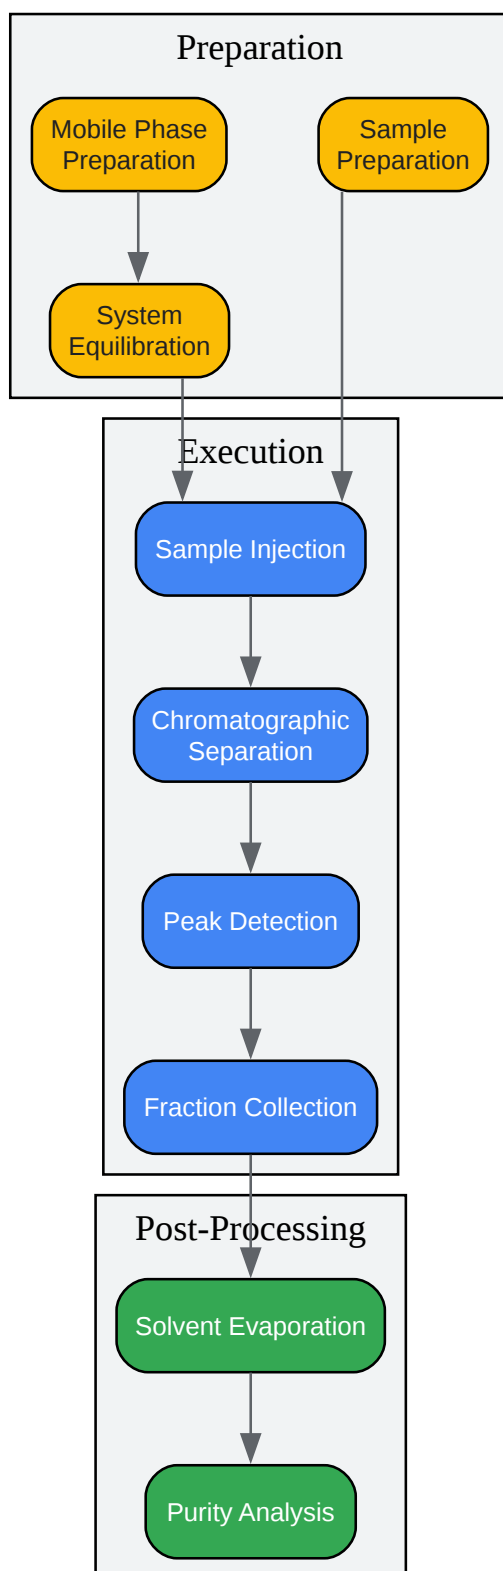 Preparation
Mobile Phase
Preparation
Sample
Preparation
System
Equilibration
Execution
Sample Injection
Chromatographic
Separation
Peak Detection
Fraction Collection
Post-Processing
Solvent Evaporation
Purity Analysis